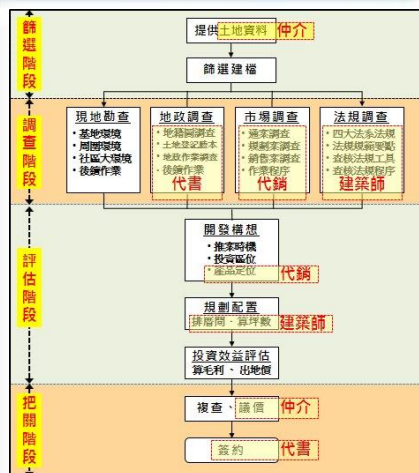 篩選階段
提供土地資料 仲介
篩選建檔
調查階段
現地勘查
・基地環境
・周圍環境
・社區大環境
・後續作業
地政調查
・地籍圖調查
・土地登記謄本
・地政作業調查
・後續作業
代書
市場調查
・通案調查
・規劃案調查
・銷售案調查
・作業程序
代銷
法規調查
・四大法系法規
・法規規範要點
・查核法規工具
・查核法規程序
建築師
評估階段
開發構想
・推案時機
・投資區位
・產品定位 代銷
規劃配置
排層間、算坪數 建築師
投資效益評估
算毛利、出地價
把關階段
複查、議價 仲介
簽約 代書